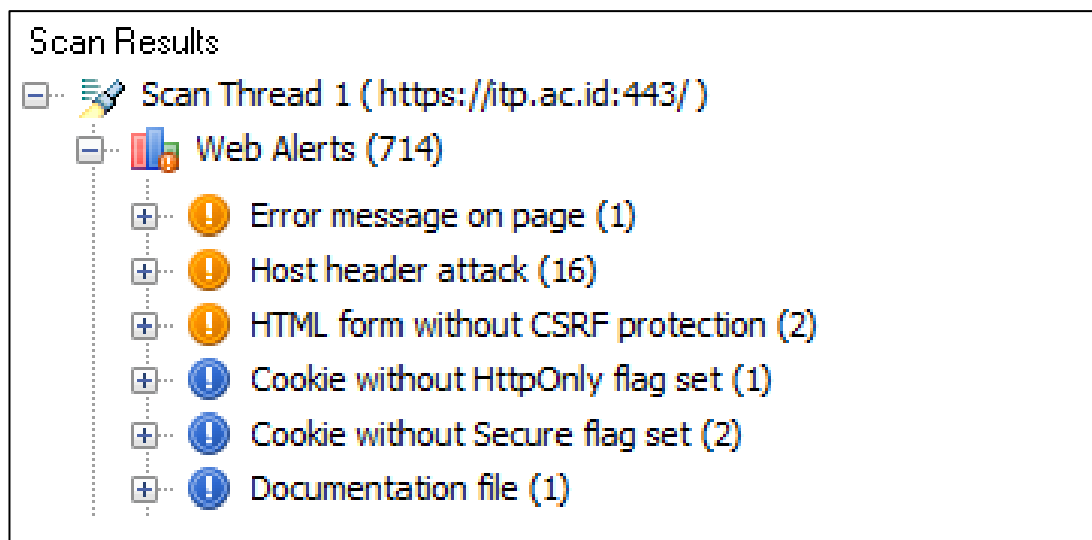 Scan Results
Scan Thread 1 ( https://itp.ac.id:443/ )
Web Alerts (714)
Error message on page (1)
Host header attack (16)
HTML form without CSRF protection (2)
Cookie without HttpOnly flag set (1)
Cookie without Secure flag set (2)
Documentation file (1)